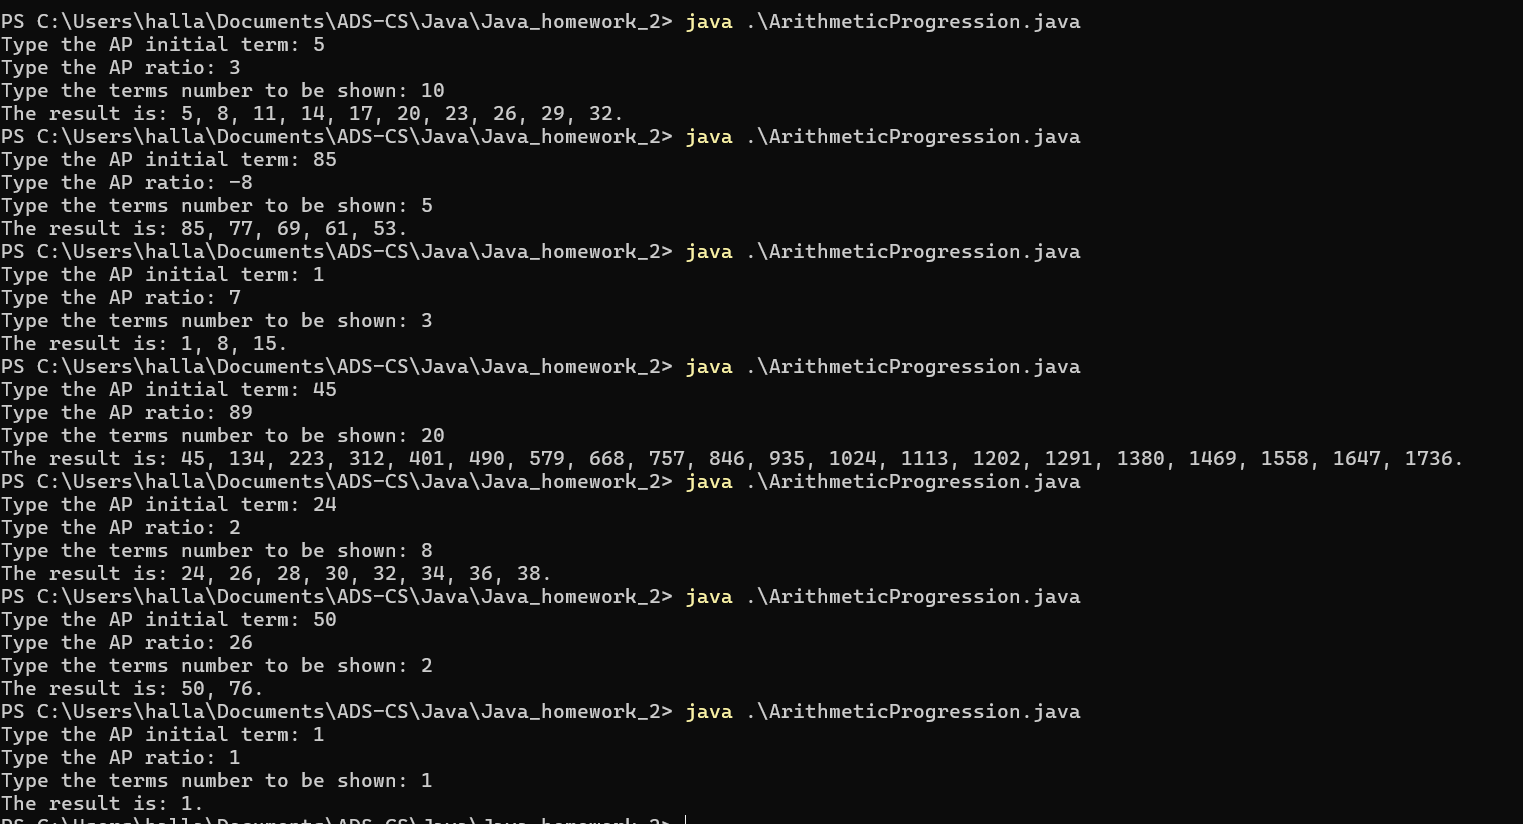 PS C:\Users\halla\Documents\ADS-CS\Java\Java_homework_2> java .\ArithmeticProgression.java
Type the AP initial term: 5
Type the AP ratio: 3
Type the terms number to be shown: 10
The result is: 5, 8, 11, 14, 17, 20, 23, 26, 29, 32.
PS C:\Users\halla\Documents\ADS-CS\Java\Java_homework_2> java .\ArithmeticProgression.java
Type the AP initial term: 85
Type the AP ratio: -8
Type the terms number to be shown: 5
The result is: 85, 77, 69, 61, 53.
PS C:\Users\halla\Documents\ADS-CS\Java\Java_homework_2> java .\ArithmeticProgression.java
Type the AP initial term: 1
Type the AP ratio: 7
Type the terms number to be shown: 3
The result is: 1, 8, 15.
PS C:\Users\halla\Documents\ADS-CS\Java\Java_homework_2> java .\ArithmeticProgression.java
Type the AP initial term: 45
Type the AP ratio: 89
Type the terms number to be shown: 20
The result is: 45, 134, 223, 312, 401, 490, 579, 668, 757, 846, 935, 1024, 1113, 1202, 1291, 1380, 1469, 1558, 1647, 1736.
PS C:\Users\halla\Documents\ADS-CS\Java\Java_homework_2> java .\ArithmeticProgression.java
Type the AP initial term: 24
Type the AP ratio: 2
Type the terms number to be shown: 8
The result is: 24, 26, 28, 30, 32, 34, 36, 38.
PS C:\Users\halla\Documents\ADS-CS\Java\Java_homework_2> java .\ArithmeticProgression.java
Type the AP initial term: 50
Type the AP ratio: 26
Type the terms number to be shown: 2
The result is: 50, 76.
PS C:\Users\halla\Documents\ADS-CS\Java\Java_homework_2> java .\ArithmeticProgression.java
Type the AP initial term: 1
Type the AP ratio: 1
Type the terms number to be shown: 1
The result is: 1.
PS C:\Users\halla\Documents\ADS-CS\Java\Java_homework_2>